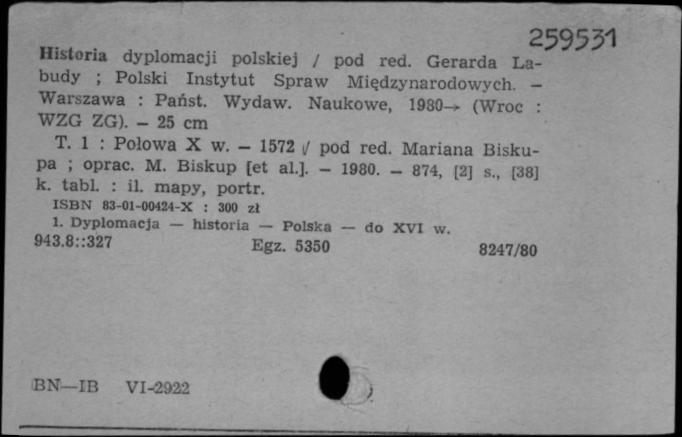 259531
Historia dyplomacji polskiej / pod red. Gerarda La-
budy ; Polski Instytut Spraw Międzynarodowych. —
Warszawa : Państ. Wydaw. Naukowe, 1980→ (Wroc :
WZG ZG). — 25 cm
T. 1 : Połowa X w. — 1572 / pod red. Mariana Bisku-
pa ; oprac. M. Biskup [et al.]. — 1980. — 874, [2] s., [38]
k. tabl. : il. mapy, portr.
ISBN 83-01-00424-X : 300 zł
1. Dyplomacja — historia — Polska — do XVI w.
943.8::327 Egz. 5350 8247/80
BN—IB VI-2922